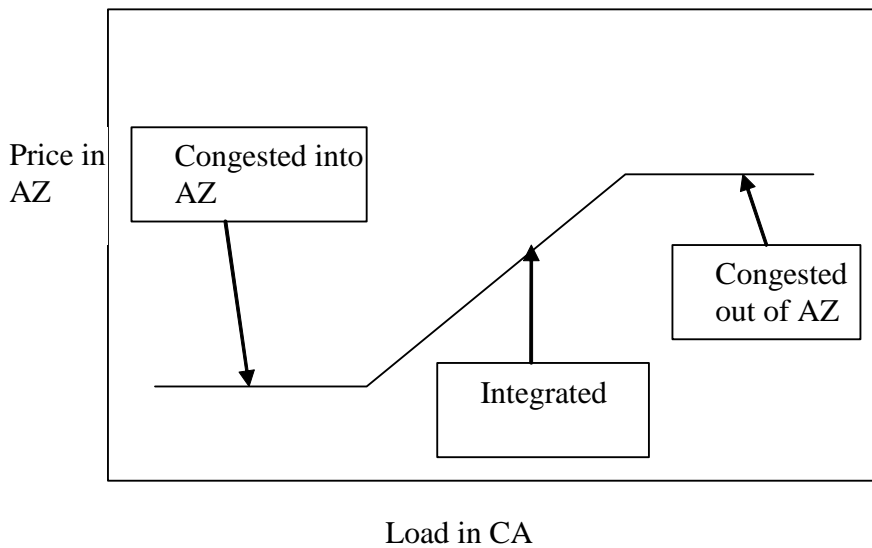 Price in
AZ
Congested into
AZ
Congested
out of AZ
Integrated
Load in CA